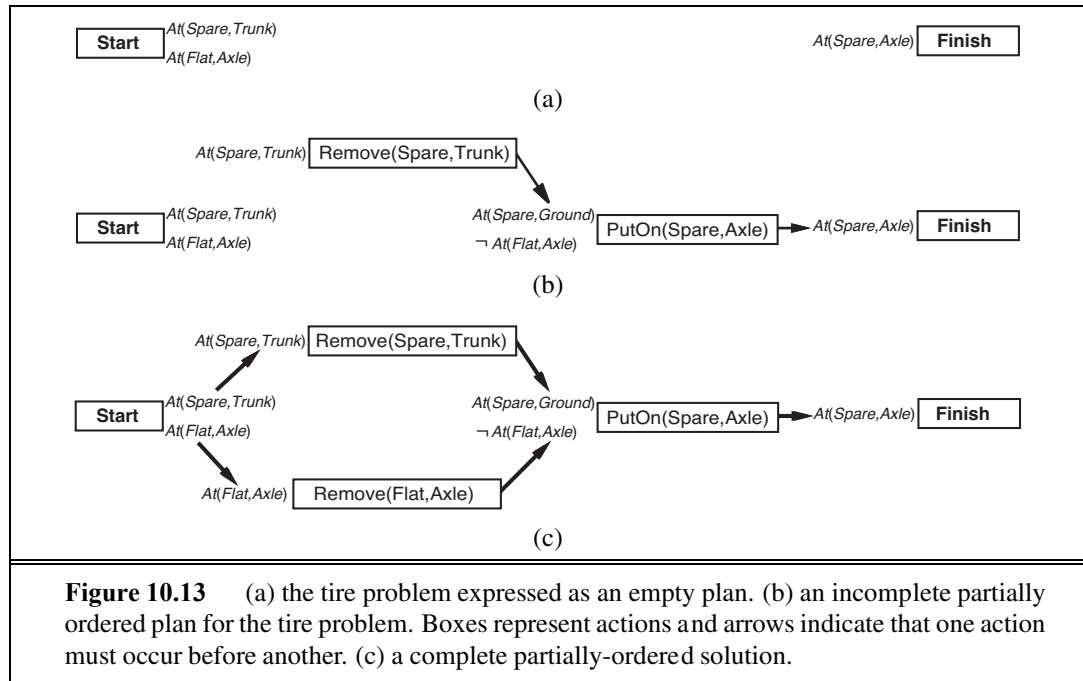 Start At(Spare,Trunk) At(Spare,Axle) Finish
At(Flat,Axle)
(a)
At(Spare,Trunk) Remove(Spare,Trunk)
Start At(Spare,Trunk) At(Spare,Ground) PutOn(Spare,Axle) At(Spare,Axle) Finish
At(Flat,Axle) ¬ At(Flat,Axle)
(b)
At(Spare,Trunk) Remove(Spare,Trunk)
Start At(Spare,Trunk) At(Spare,Ground) PutOn(Spare,Axle) At(Spare,Axle) Finish
At(Flat,Axle) ¬ At(Flat,Axle)
At(Flat,Axle) Remove(Flat,Axle)
(c)
Figure 10.13 (a) the tire problem expressed as an empty plan. (b) an incomplete partially
ordered plan for the tire problem. Boxes represent actions and arrows indicate that one action
must occur before another. (c) a complete partially-ordered solution.